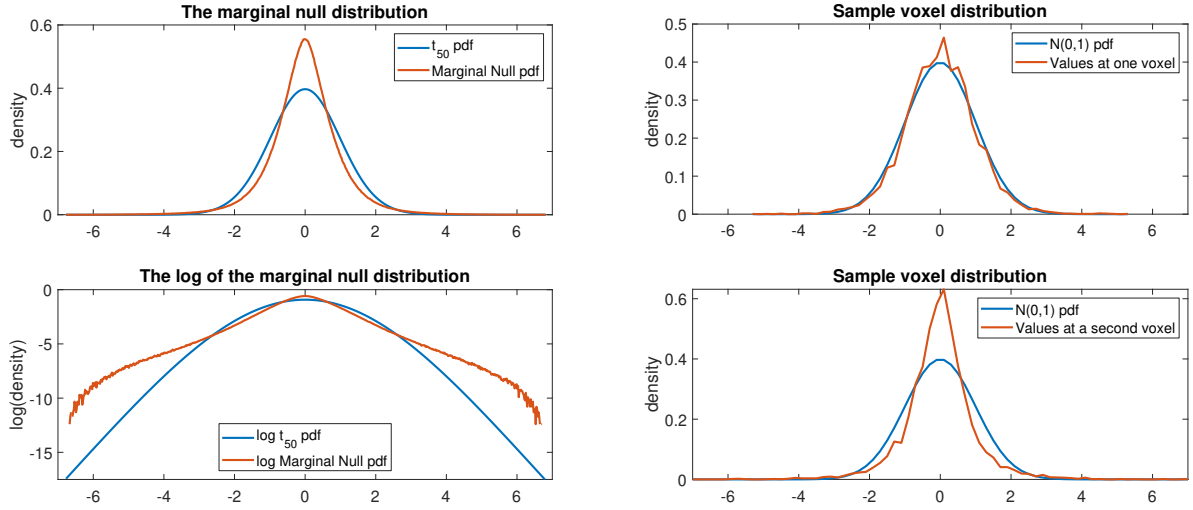 The marginal null distribution
density
0.6
0.4
0.2
0
t50 pdf
Marginal Null pdf
-6 -4 -2 0 2 4 6
Sample voxel distribution
density
0.5
0.4
0.3
0.2
0.1
0
N(0,1) pdf
Values at one voxel
-6 -4 -2 0 2 4 6
The log of the marginal null distribution
log(density)
0
-5
-10
-15
log t50 pdf
log Marginal Null pdf
-6 -4 -2 0 2 4 6
Sample voxel distribution
density
0.6
0.4
0.2
0
N(0,1) pdf
Values at a second voxel
-6 -4 -2 0 2 4 6